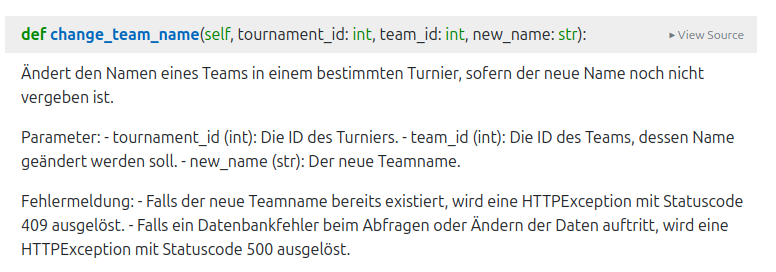 def change_team_name(self, tournament_id: int, team_id: int, new_name: str): ▸ View Source
Ändert den Namen eines Teams in einem bestimmten Turnier, sofern der neue Name noch nicht
vergeben ist.
Parameter: - tournament_id (int): Die ID des Turniers. - team_id (int): Die ID des Teams, dessen Name
geändert werden soll. - new_name (str): Der neue Teamname.
Fehlermeldung: - Falls der neue Teamname bereits existiert, wird eine HTTPException mit Statuscode
409 ausgelöst. - Falls ein Datenbankfehler beim Abfragen oder Ändern der Daten auftritt, wird eine
HTTPException mit Statuscode 500 ausgelöst.